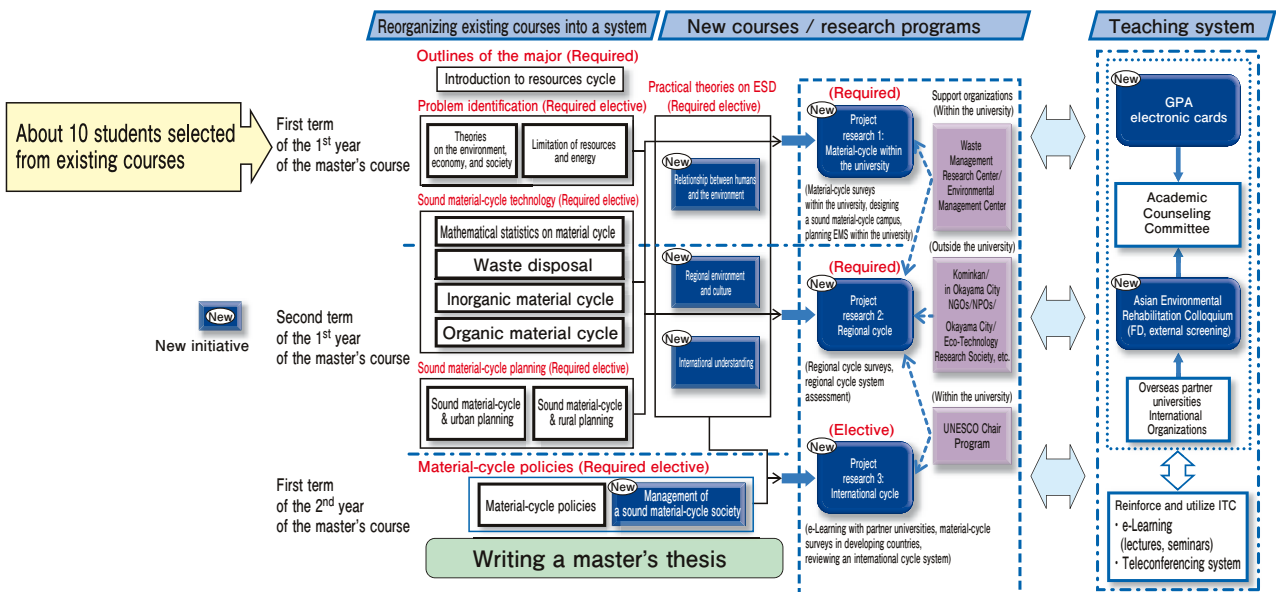 Reorganizing existing courses into a system
New courses / research programs
Teaching system
About 10 students selected
from existing courses
New
New initiative
First term
of the 1st year
of the master's course
Second term
of the 1st year
of the master's course
First term
of the 2nd year
of the master's course
Outlines of the major (Required)
Introduction to resources cycle
Problem identification (Required elective)
Theories
on the environment,
economy, and society
Limitation of resources
and energy
Sound material-cycle technology (Required elective)
Mathematical statistics on material cycle
Waste disposal
Inorganic material cycle
Organic material cycle
Sound material-cycle planning (Required elective)
Sound material-cycle
& urban planning
Sound material-cycle
& rural planning
Material-cycle policies (Required elective)
Material-cycle policies
New
Management of
a sound material-cycle society
Writing a master's thesis
Practical theories on ESD
(Required elective)
New
Relationship between humans
and the environment
New
Regional environment
and culture
New
International understanding
(Required)
New
Project
research 1:
Material-cycle within
the university
(Material-cycle surveys
within the university, designing
a sound material-cycle campus,
planning EMS within the university)
(Required)
New
Project
research 2:
Regional cycle
(Regional cycle surveys,
regional cycle system
assessment)
(Elective)
New
Project
research 3:
International cycle
(e-Learning with partner universities, material-cycle
surveys in developing countries,
reviewing an international cycle system)
Support organizations
(Within the university)
Waste
Management
Research Center/
Environmental
Management Center
(Outside the university)
Kominkan/
in Okayama City
NGOs/NPOs/
Okayama City/
Eco-Technology
Research Society, etc.
(Within the university)
UNESCO Chair
Program
New
GPA
electronic cards
Academic
Counseling
Committee
New
Asian Environmental
Rehabilitation Colloquium
(FD, external screening)
Overseas partner
universities
International
Organizations
Reinforce and utilize ITC
・e-Learning
(lectures, seminars)
・Teleconferencing system